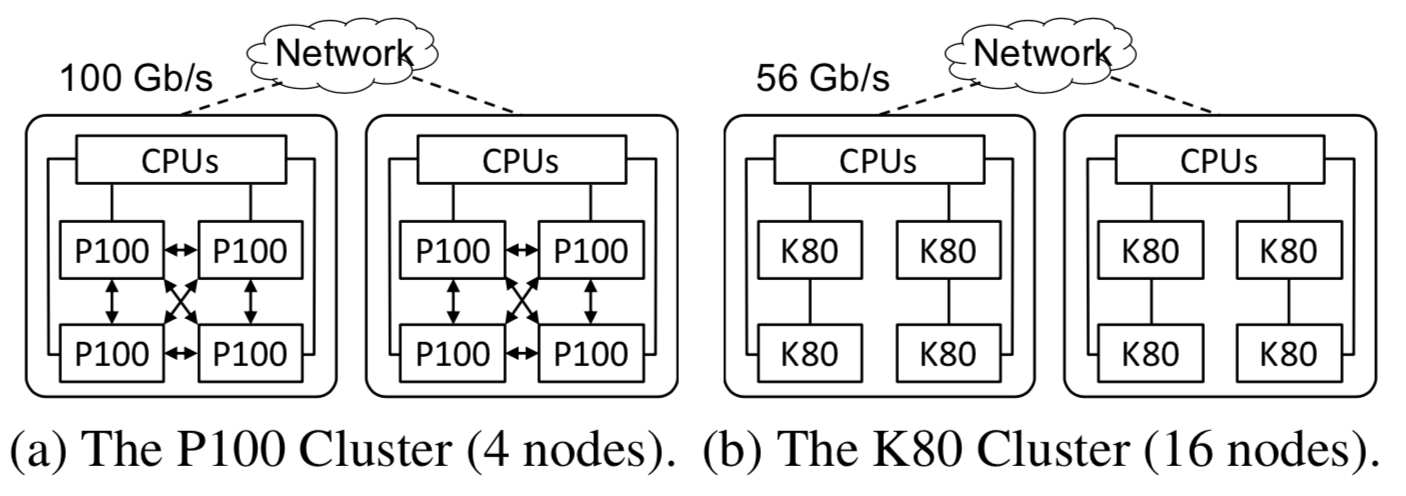 Network
Network
100 Gb/s
56 Gb/s
CPUs
CPUs
CPUs
CPUs
P100 P100
P100 P100
K80 K80
K80 K80
P100 P100
P100 P100
K80 K80
K80 K80
(a) The P100 Cluster (4 nodes).
(b) The K80 Cluster (16 nodes).